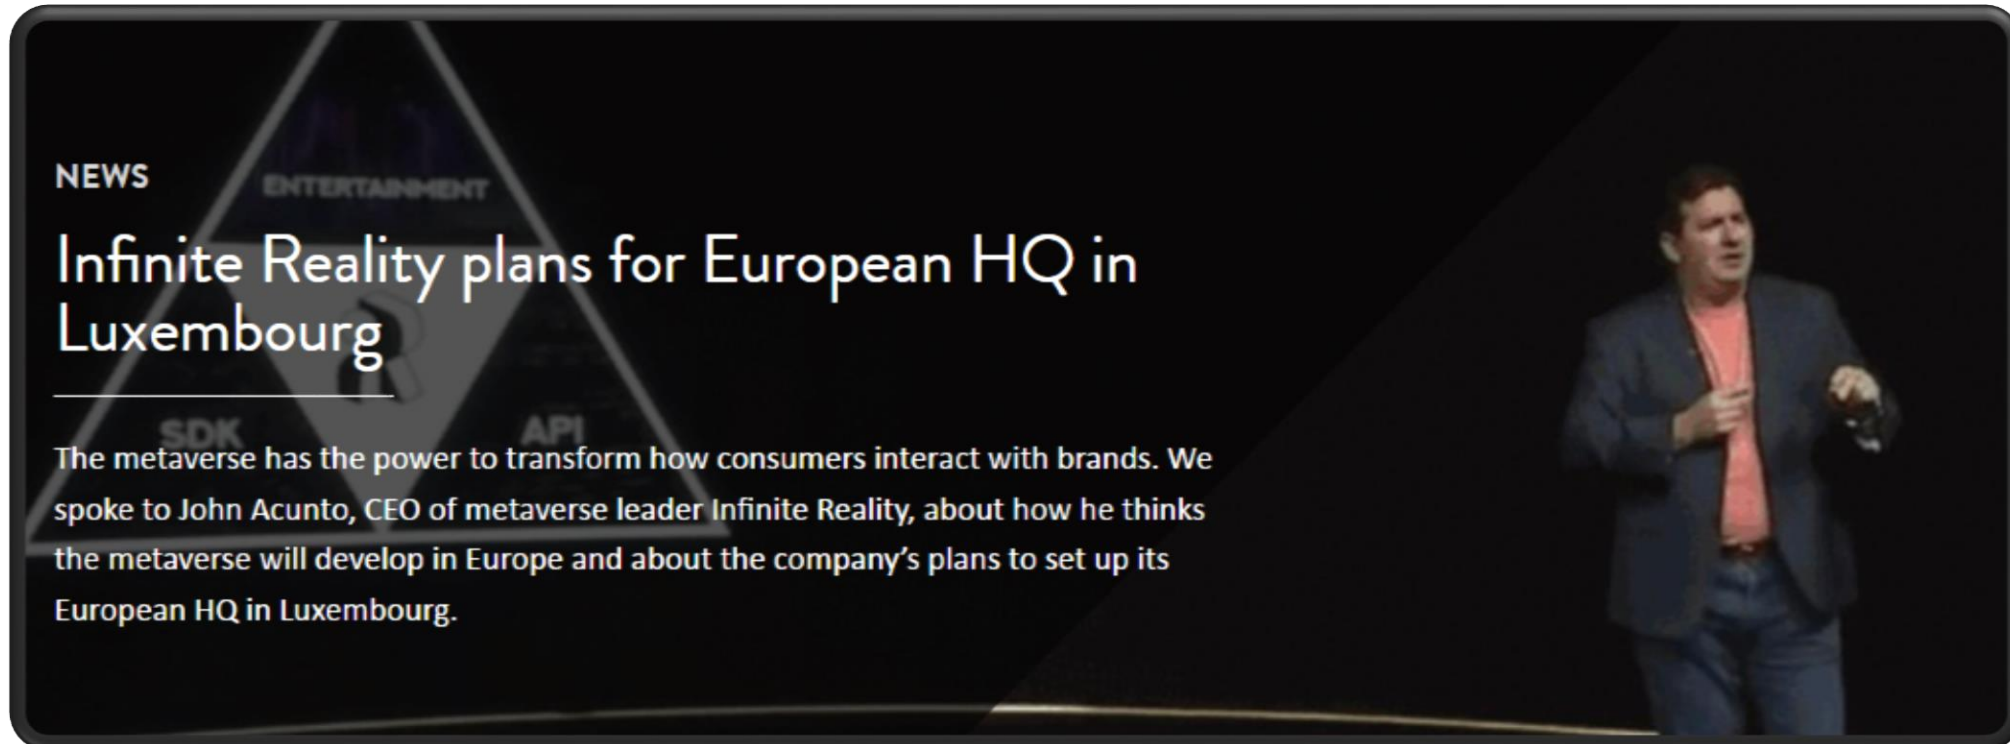 NEWS
ENTERTAINMENT
Infinite Reality plans for European HQ in
Luxembourg
SDK
API
The metaverse has the power to transform how consumers interact with brands. We
spoke to John Acunto, CEO of metaverse leader Infinite Reality, about how he thinks
the metaverse will develop in Europe and about the company’s plans to set up its
European HQ in Luxembourg.